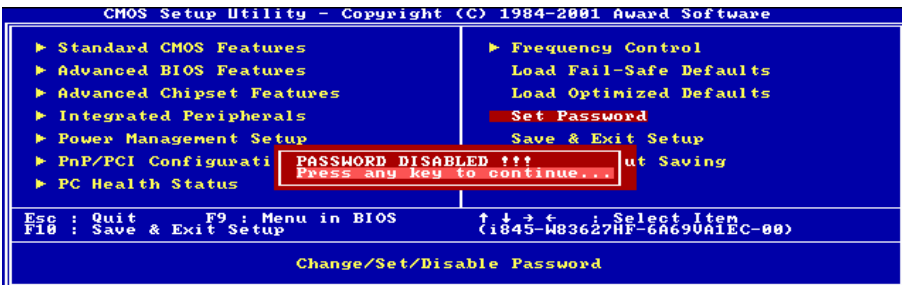 CMOS Setup Utility - Copyright (C) 1984-2001 Award Software
► Standard CMOS Features
► Advanced BIOS Features
► Advanced Chipset Features
► Integrated Peripherals
► Power Management Setup
► PnP/PCI Configurati
► PC Health Status
► Frequency Control
Load Fail-Safe Defaults
Load Optimized Defaults
Set Password
Save & Exit Setup
ut Saving
PASSWORD DISABLED !!!
Press any key to continue...
Esc : Quit F9 : Menu in BIOS ↑ ↓ → ← : Select Item
F10 : Save & Exit Setup (i845-W83627HF-6A69VA1EC-00)
Change/Set/Disable Password